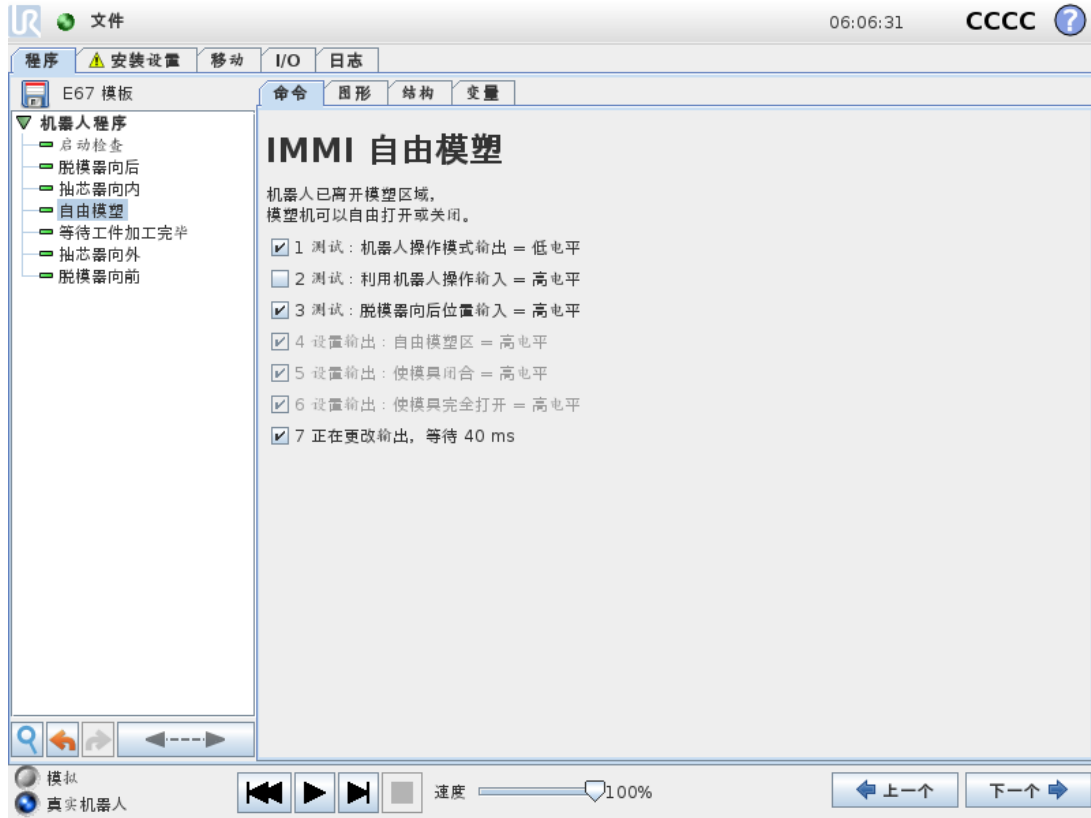 UR 文件 06:06:31 CCCC ?
程序 安装设置 移动 I/O 日志
E67 模板
命令 图形 结构 变量
机器人程序
启动检查
脱模器向后
抽芯器向内
自由模塑
等待工件加工完毕
抽芯器向外
脱模器向前
IMMI 自由模塑
机器人已离开模塑区域,
模塑机可以自由打开或关闭。
1 测试：机器人操作模式输出 = 低电平
2 测试：利用机器人操作输入 = 高电平
3 测试：脱模器向后位置输入 = 高电平
4 设置输出：自由模塑区 = 高电平
5 设置输出：使模具闭合 = 高电平
6 设置输出：使模具完全打开 = 高电平
7 正在更改输出, 等待 40 ms
模拟
真实机器人
速度 100%
上一个 下一个